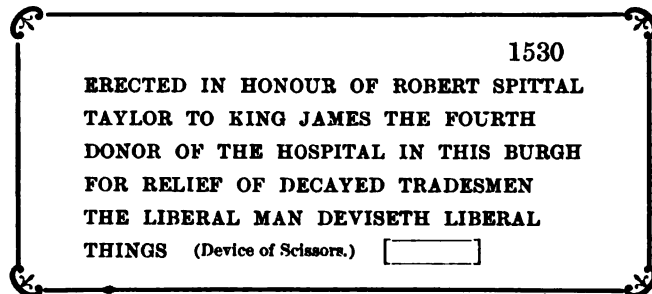 1530
ERECTED IN HONOUR OF ROBERT SPITTAL
TAYLOR TO KING JAMES THE FOURTH
DONOR OF THE HOSPITAL IN THIS BURGH
FOR RELIEF OF DECAYED TRADESMEN
THE LIBERAL MAN DEVISETH LIBERAL
THINGS (Device of Scissors.)